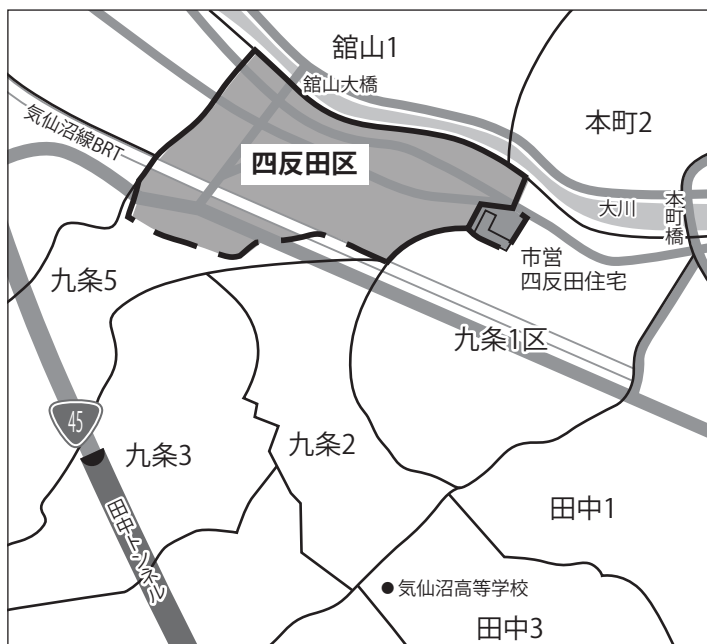 舘山1
舘山大橋
本町2
気仙沼線BRT
四反田区
大川
本町橋
市営
四反田住宅
九条5
九条1区
45
九条3
九条2
田中トンネル
田中1
気仙沼高等学校
田中3